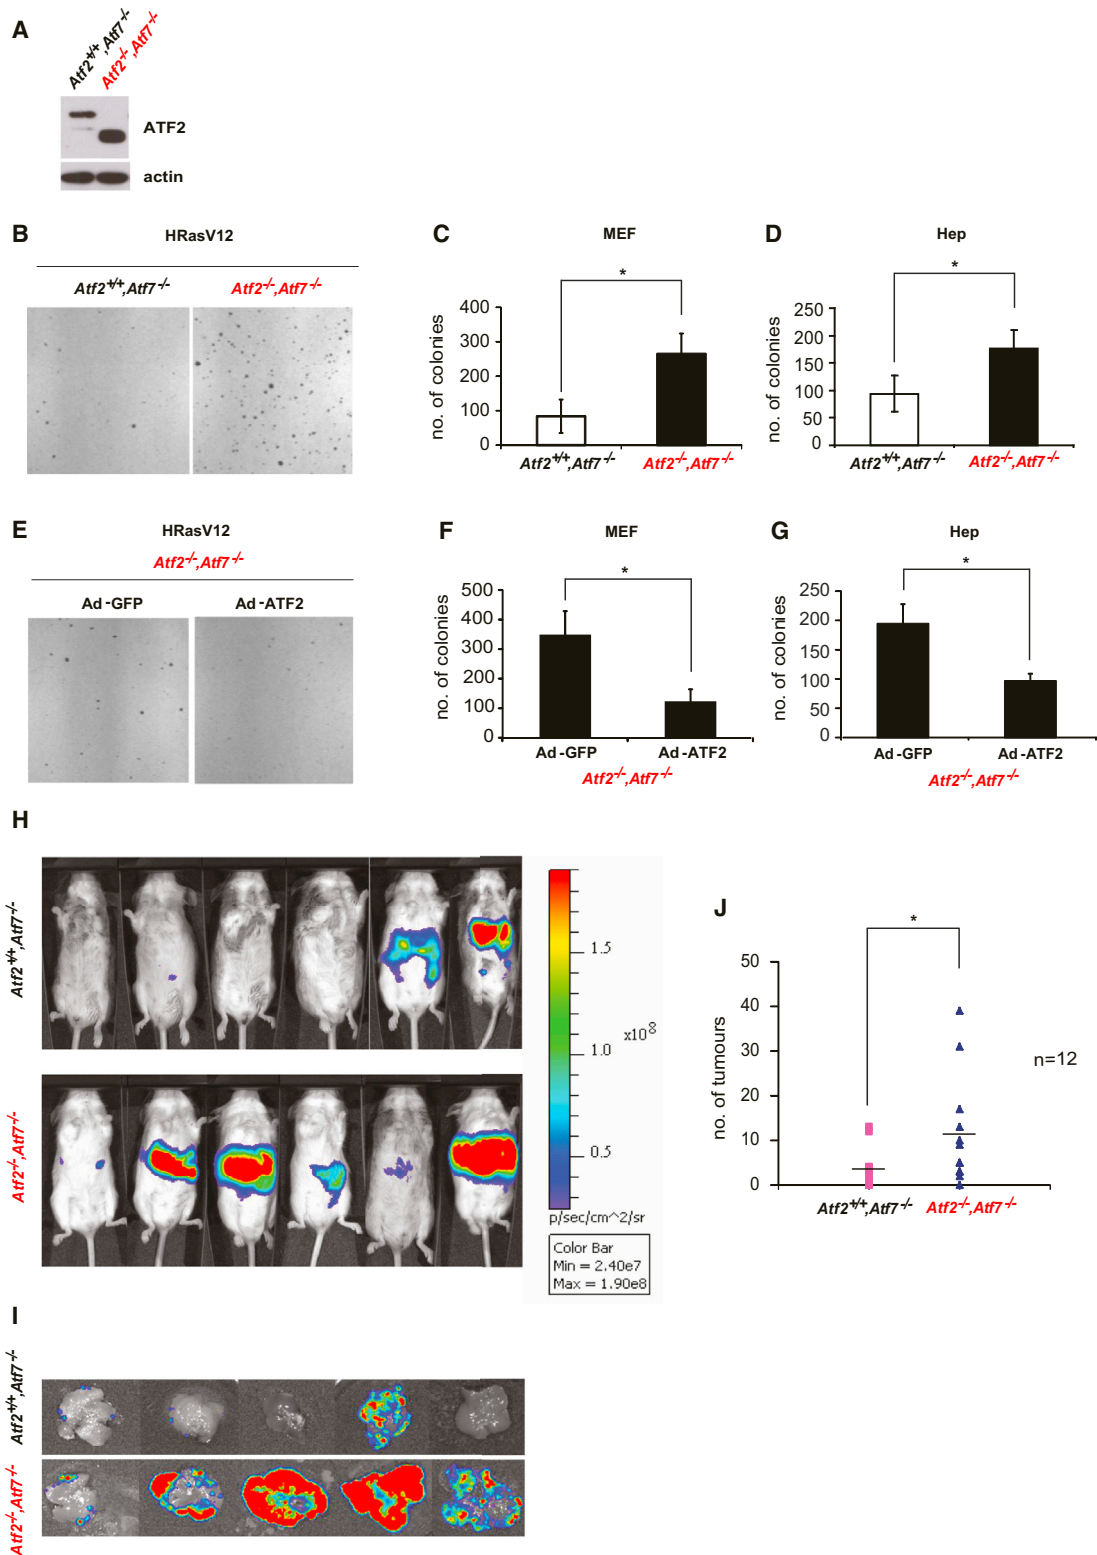 A
Atf2+/+,Atf7-/-
Atf2-/-,Atf7-/-
ATF2
actin
B
HRasV12
Atf2+/+,Atf7-/-
Atf2-/-,Atf7-/-
C
MEF
*
no. of colonies
400
300
200
100
0
Atf2+/+,Atf7-/-
Atf2-/-,Atf7-/-
D
Hep
*
no. of colonies
250
200
150
100
50
0
Atf2+/+,Atf7-/-
Atf2-/-,Atf7-/-
E
HRasV12
Atf2-/-,Atf7-/-
Ad-GFP
Ad-ATF2
F
MEF
*
no. of colonies
500
400
300
200
100
0
Ad-GFP
Ad-ATF2
Atf2-/-,Atf7-/-
G
Hep
*
no. of colonies
250
200
150
100
50
0
Ad-GFP
Ad-ATF2
Atf2-/-,Atf7-/-
H
Atf2+/+,Atf7-/-
Atf2-/-,Atf7-/-
1.5
x10^8
1.0
0.5
p/sec/cm^2/sr
Color Bar
Min = 2.40e7
Max = 1.90e8
J
*
no. of tumours
50
40
30
20
10
0
n=12
Atf2+/+,Atf7-/-
Atf2-/-,Atf7-/-
I
Atf2+/+,Atf7-/-
Atf2-/-,Atf7-/-